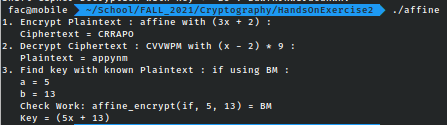 fac@mobile ~/School/FALL_2021/Cryptography/HandsOnExercise2 ./affine
1. Encrypt Plaintext : affine with (3x + 2) :
Ciphertext = CRRAPO
2. Decrypt Ciphertext : CVVWPM with (x - 2) * 9 :
Plaintext = appynm
3. Find key with known Plaintext : if using BM :
a = 5
b = 13
Check Work: affine_encrypt(if, 5, 13) = BM
Key = (5x + 13)